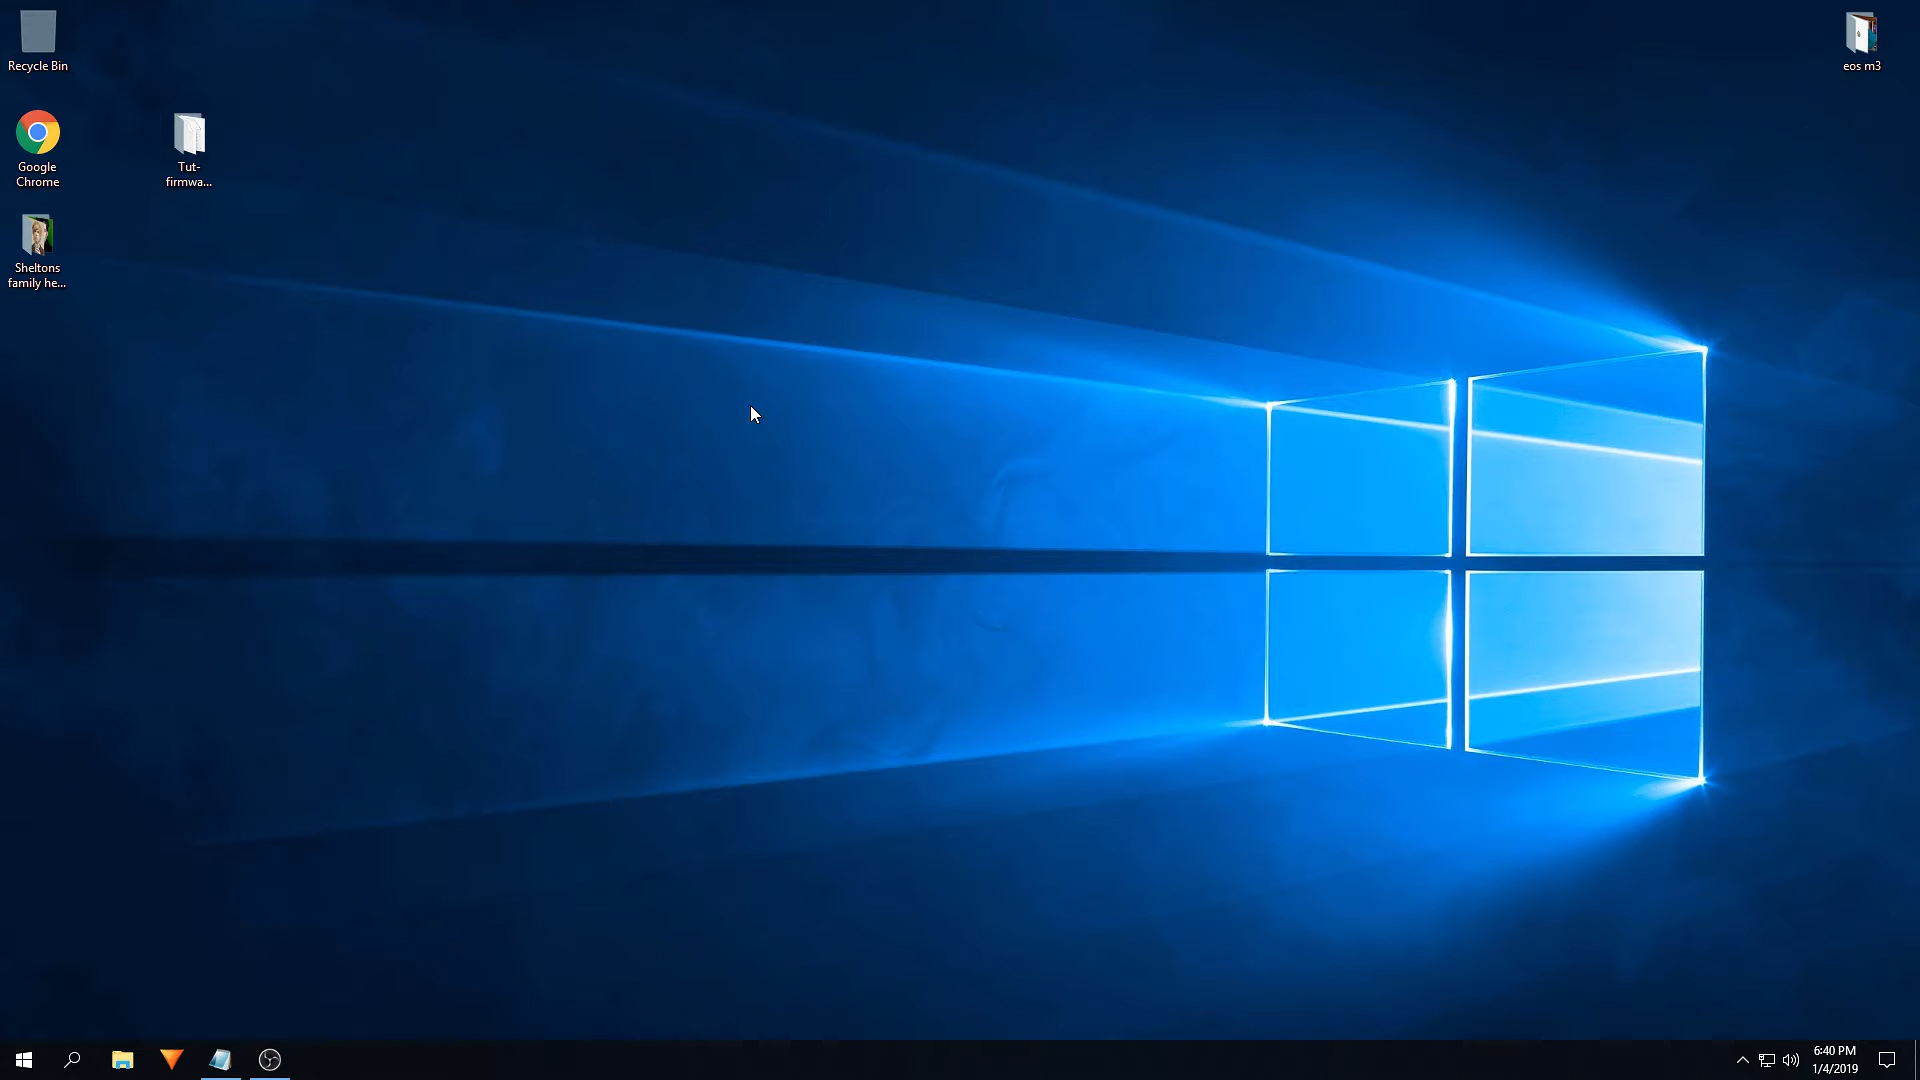 Recycle Bin
eos m3
Google
Chrome
Tut-
firmwa...
Sheltons
family he...
6:40 PM
1/4/2019